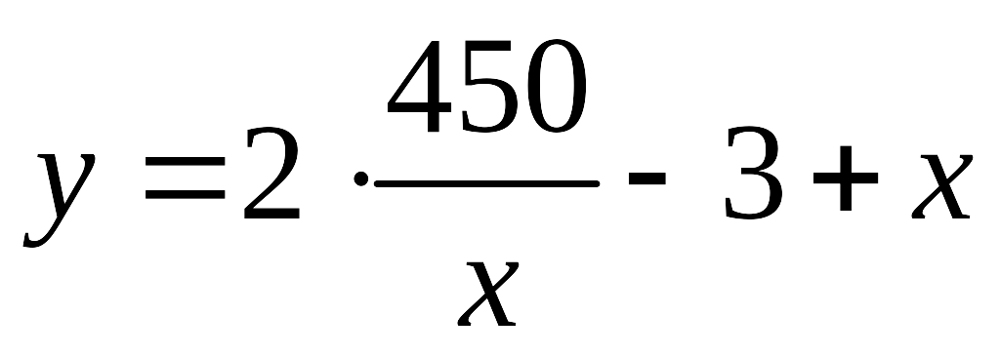 y = 2 · 450/x - 3 + x